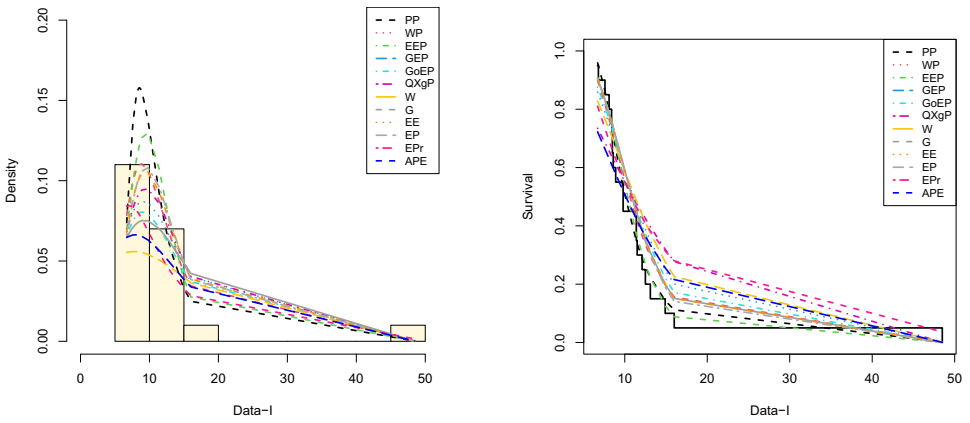 0.20
0.15
0.10
0.05
0.00
Density
0
10
20
30
40
50
Data−I
PP
WP
EEP
GEP
GoEP
QXgP
W
G
EE
EP
EPr
APE
1.0
0.8
0.6
0.4
0.2
0.0
Survival
10
20
30
40
50
Data−I
PP
WP
EEP
GEP
GoEP
QXgP
W
G
EE
EP
EPr
APE